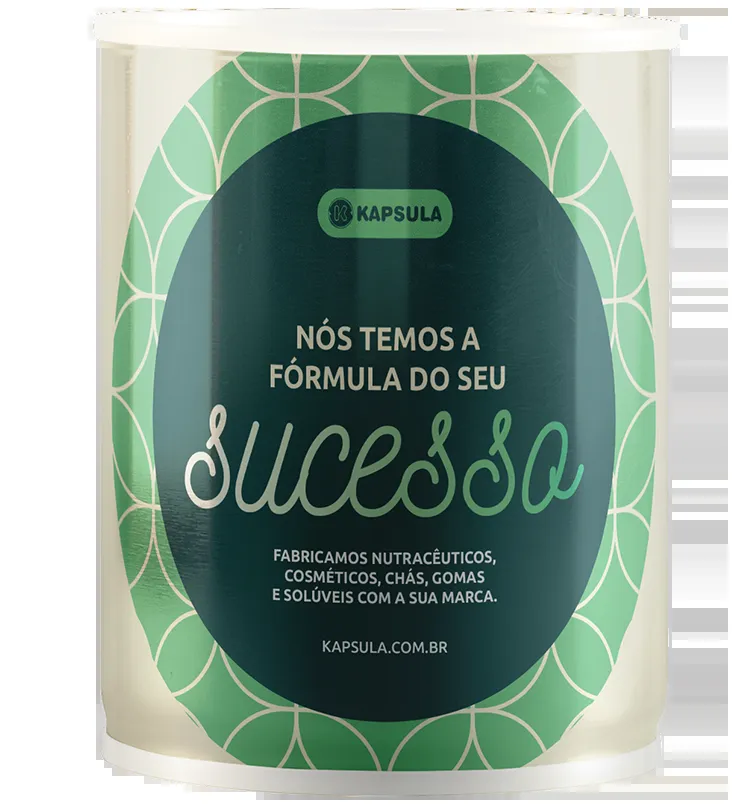 KAPSULA
NÓS TEMOS A
FÓRMULA DO SEU
sucesso
FABRICAMOS NUTRACÊUTICOS,
COSMÉTICOS, CHÁS, GOMAS
E SOLÚVEIS COM A SUA MARCA.
KAPSULA.COM.BR